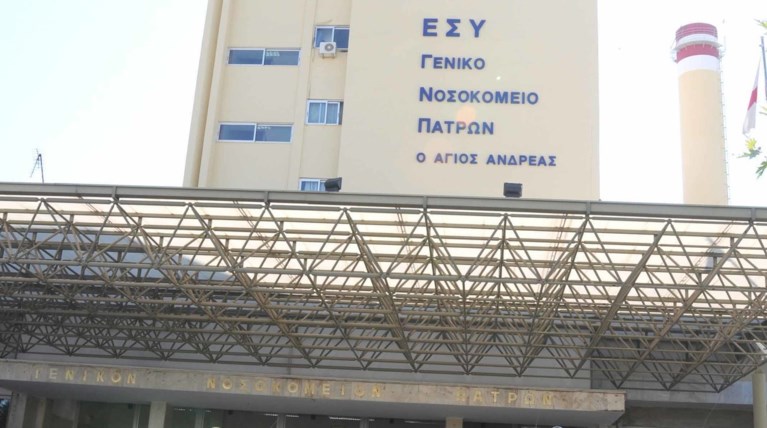 ΕΣΥ
ΓΕΝΙΚΟ
ΝΟΣΟΚΟΜΕΙΟ
ΠΑΤΡΩΝ
Ο ΑΓΙΟΣ ΑΝΔΡΕΑΣ
ΓΕΝΙΚΟΝ ΝΟΣΟΚΟΜΕΙΟΝ ΠΑΤΡΩΝ